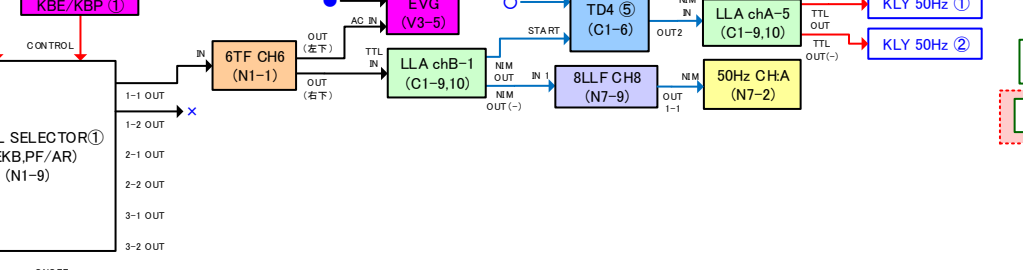 KBE/KBP ①
CONTROL
L SELECTOR①
KB,PF/AR)
(N1-9)
1-1 OUT
1-2 OUT
2-1 OUT
2-2 OUT
3-1 OUT
3-2 OUT
×
IN
6TF CH6
(N1-1)
OUT
(左下)
OUT
(右下)
AC IN
EVG
(V3-5)
TTL
IN
LLA chB-1
(C1-9,10)
NIM
OUT
NIM
OUT(-)
START
TD4 ⑤
(C1-6)
OUT2
IN 1
8LLF CH8
(N7-9)
OUT
1-1
NIM
50Hz CH:A
(N7-2)
NIM
IN
LLA chA-5
(C1-9,10)
TTL
OUT
TTL
OUT(-)
KLY 50Hz ①
KLY 50Hz ②